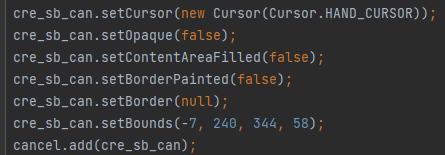 cre_sb_can.setCursor(new Cursor(Cursor.HAND_CURSOR));
cre_sb_can.setOpaque(false);
cre_sb_can.setContentAreaFilled(false);
cre_sb_can.setBorderPainted(false);
cre_sb_can.setBorder(null);
cre_sb_can.setBounds(-7, 240, 344, 58);
cancel.add(cre_sb_can);